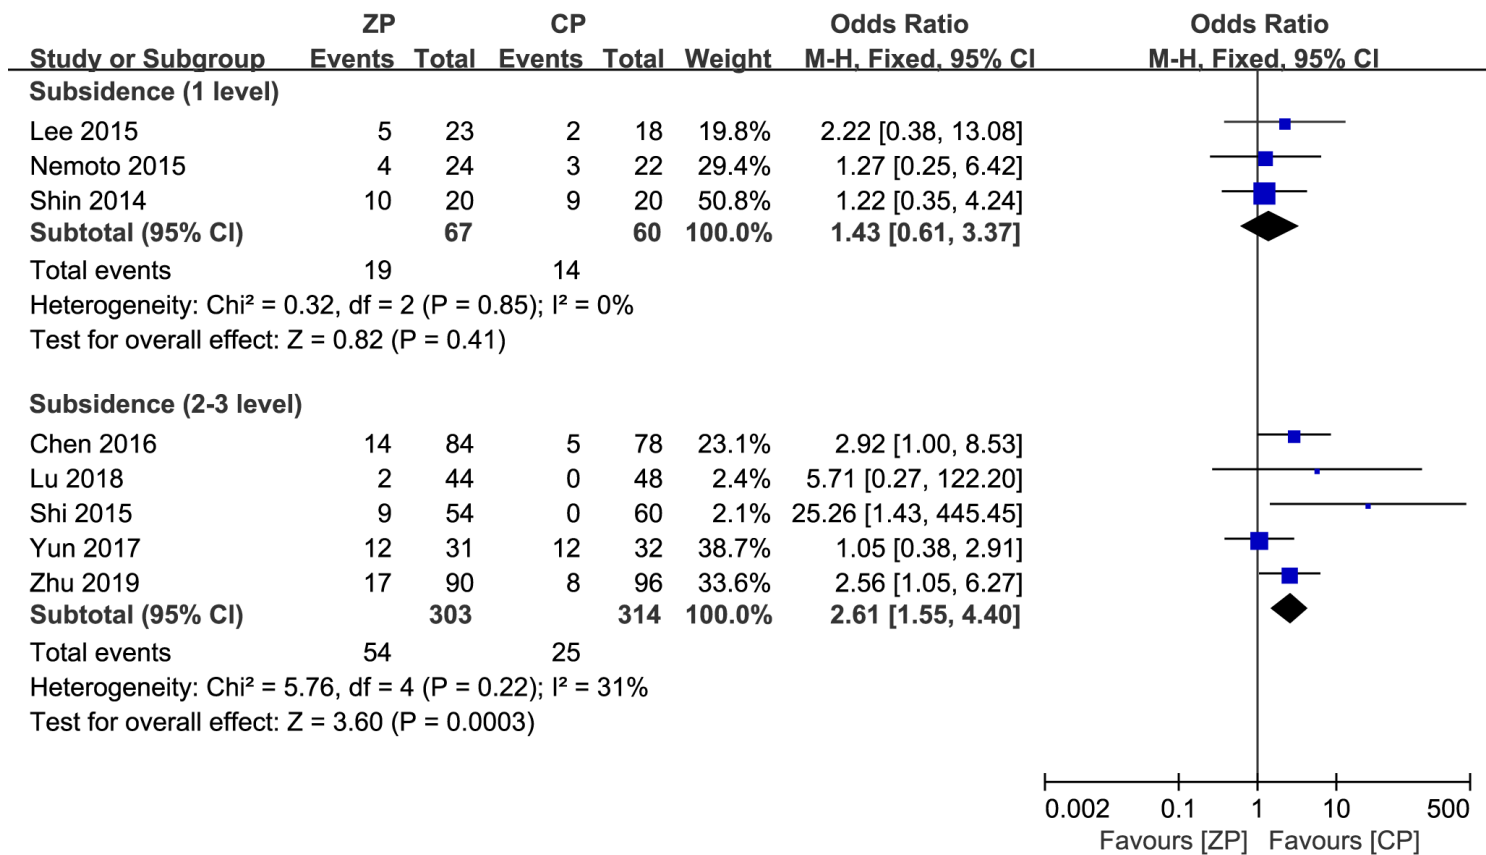 ZP CP Odds Ratio Odds Ratio
Study or Subgroup Events Total Events Total Weight M-H, Fixed, 95% CI M-H, Fixed, 95% CI
Subsidence (1 level)
Lee 2015 5 23 2 18 19.8% 2.22 [0.38, 13.08]
Nemoto 2015 4 24 3 22 29.4% 1.27 [0.25, 6.42]
Shin 2014 10 20 9 20 50.8% 1.22 [0.35, 4.24]
Subtotal (95% CI) 67 60 100.0% 1.43 [0.61, 3.37]
Total events 19 14
Heterogeneity: Chi² = 0.32, df = 2 (P = 0.85); I² = 0%
Test for overall effect: Z = 0.82 (P = 0.41)
Subsidence (2-3 level)
Chen 2016 14 84 5 78 23.1% 2.92 [1.00, 8.53]
Lu 2018 2 44 0 48 2.4% 5.71 [0.27, 122.20]
Shi 2015 9 54 0 60 2.1% 25.26 [1.43, 445.45]
Yun 2017 12 31 12 32 38.7% 1.05 [0.38, 2.91]
Zhu 2019 17 90 8 96 33.6% 2.56 [1.05, 6.27]
Subtotal (95% CI) 303 314 100.0% 2.61 [1.55, 4.40]
Total events 54 25
Heterogeneity: Chi² = 5.76, df = 4 (P = 0.22); I² = 31%
Test for overall effect: Z = 3.60 (P = 0.0003)
0.002 0.1 1 10 500
Favours [ZP] Favours [CP]